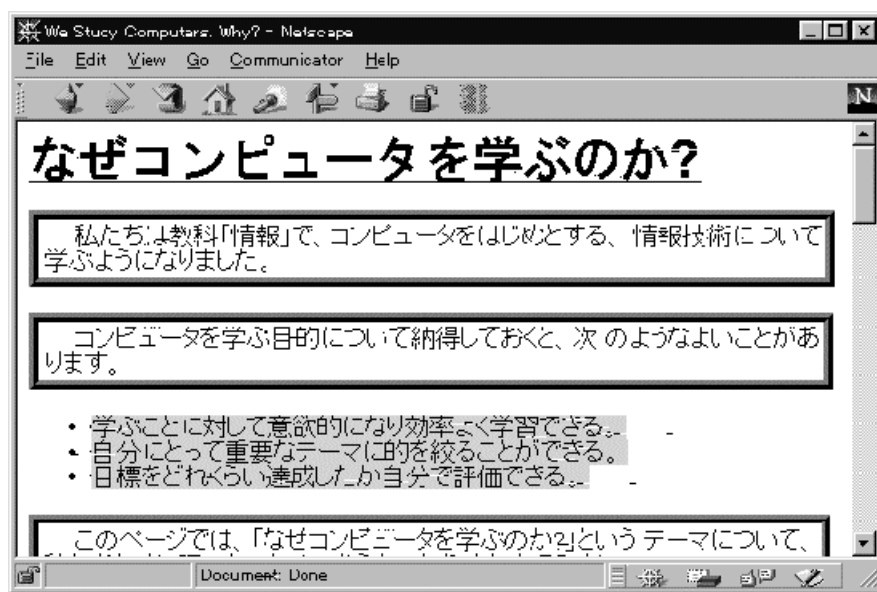 We Stucy Computars. Why? - Netscape
File Edit View Go Communicator Help
N
なぜコンピュータを学ぶのか?
私たちは教科「情報」で、コンピュータをはじめとする、情報技術について
学ぶようになりました。
コンピュータを学ぶ目的について納得しておくと、次のようなよいことがあ
ります。
・学ぶことに対して意欲的になり効率よく学習できる。
・自分にとって重要なテーマに的を絞ることができる。
・目標をどれくらい達成したか自分で評価できる。
このページでは、「なぜコンピュータを学ぶのか?」というテーマについて、
Document: Done